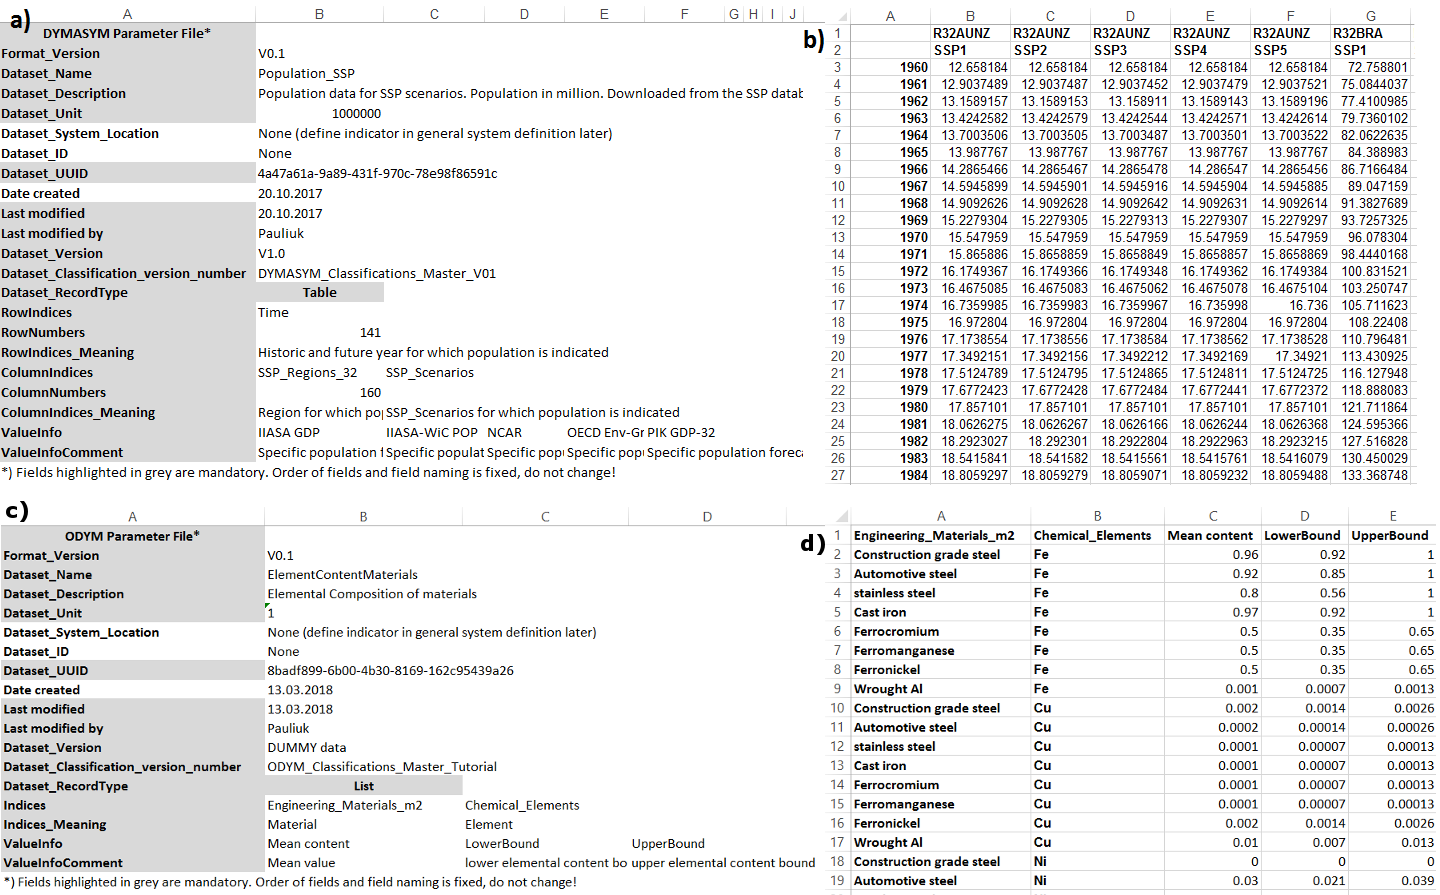 a)
A B C D E F G H I J
DYMASYM Parameter File*
Format_Version V0.1
Dataset_Name Population_SSP
Dataset_Description Population data for SSP scenarios. Population in million. Downloaded from the SSP datab
Dataset_Unit 1000000
Dataset_System_Location None (define indicator in general system definition later)
Dataset_ID None
Dataset_UUID 4a47a61a-9a89-431f-970c-78e98f86591c
Date created 20.10.2017
Last modified 20.10.2017
Last modified by Pauliuk
Dataset_Version V1.0
Dataset_Classification_version_number DYMASYM_Classifications_Master_V01
Dataset_RecordType Table
RowIndices Time
RowNumbers 141
RowIndices_Meaning Historic and future year for which population is indicated
ColumnIndices SSP_Regions_32 SSP_Scenarios
ColumnNumbers 160
ColumnIndices_Meaning Region for which po SSP_Scenarios for which population is indicated
ValueInfo IIASA GDP IIASA-WiC POP NCAR OECD Env-Gr PIK GDP-32
ValueInfoComment Specific population f Specific populat Specific pop Specific pop Specific population foreca
*) Fields highlighted in grey are mandatory. Order of fields and field naming is fixed, do not change!
b)
A B C D E F G
1 R32AUNZ R32AUNZ R32AUNZ R32AUNZ R32AUNZ R32BRA
2 SSP1 SSP2 SSP3 SSP4 SSP5 SSP1
3 1960 12.658184 12.658184 12.658184 12.658184 12.658184 72.758801
4 1961 12.9037489 12.9037487 12.9037452 12.9037479 12.9037521 75.0844037
5 1962 13.1589157 13.1589153 13.158911 13.1589143 13.1589196 77.4100985
6 1963 13.4242582 13.4242579 13.4242544 13.4242571 13.4242614 79.7360102
7 1964 13.7003506 13.7003505 13.7003487 13.7003501 13.7003522 82.0622635
8 1965 13.987767 13.987767 13.987767 13.987767 13.987767 84.388983
9 1966 14.2865466 14.2865467 14.2865478 14.286547 14.2865456 86.7166484
10 1967 14.5945899 14.5945901 14.5945916 14.5945904 14.5945885 89.047159
11 1968 14.9092626 14.9092628 14.9092642 14.9092631 14.9092614 91.3827689
12 1969 15.2279304 15.2279305 15.2279313 15.2279307 15.2279297 93.7257325
13 1970 15.547959 15.547959 15.547959 15.547959 15.547959 96.078304
14 1971 15.865886 15.8658859 15.8658849 15.8658857 15.8658869 98.4440168
15 1972 16.1749367 16.1749366 16.1749348 16.1749362 16.1749384 100.831521
16 1973 16.4675085 16.4675083 16.4675062 16.4675078 16.4675104 103.250747
17 1974 16.7359985 16.7359983 16.7359967 16.735998 16.736 105.711623
18 1975 16.972804 16.972804 16.972804 16.972804 16.972804 108.22408
19 1976 17.1738554 17.1738556 17.1738584 17.1738562 17.1738528 110.796481
20 1977 17.3492151 17.3492156 17.3492212 17.3492169 17.34921 113.430925
21 1978 17.5124789 17.5124795 17.5124865 17.5124811 17.5124725 116.127948
22 1979 17.6772423 17.6772428 17.6772484 17.6772441 17.6772372 118.888083
23 1980 17.857101 17.857101 17.857101 17.857101 17.857101 121.711864
24 1981 18.0626275 18.0626267 18.0626166 18.0626244 18.0626368 124.595366
25 1982 18.2923027 18.292301 18.2922804 18.2922963 18.2923215 127.516828
26 1983 18.5415841 18.541582 18.5415561 18.5415761 18.5416079 130.450029
27 1984 18.8059297 18.8059279 18.8059071 18.8059232 18.8059488 133.368748
c)
A B C D
ODYM Parameter File*
Format_Version V0.1
Dataset_Name ElementContentMaterials
Dataset_Description Elemental Composition of materials
Dataset_Unit 1
Dataset_System_Location None (define indicator in general system definition later)
Dataset_ID None
Dataset_UUID 8badf899-6b00-4b30-8169-162c95439a26
Date created 13.03.2018
Last modified 13.03.2018
Last modified by Pauliuk
Dataset_Version DUMMY data
Dataset_Classification_version_number ODYM_Classifications_Master_Tutorial
Dataset_RecordType List
Indices Engineering_Materials_m2 Chemical_Elements
Indices_Meaning Material Element
ValueInfo Mean content LowerBound UpperBound
ValueInfoComment Mean value lower elemental content bo upper elemental content bound
*) Fields highlighted in grey are mandatory. Order of fields and field naming is fixed, do not change!
d)
A B C D E
1 Engineering_Materials_m2 Chemical_Elements Mean content LowerBound UpperBound
2 Construction grade steel Fe 0.96 0.92 1
3 Automotive steel Fe 0.92 0.85 1
4 stainless steel Fe 0.8 0.56 1
5 Cast iron Fe 0.97 0.92 1
6 Ferrocromium Fe 0.5 0.35 0.65
7 Ferromanganese Fe 0.5 0.35 0.65
8 Ferronickel Fe 0.5 0.35 0.65
9 Wrought Al Fe 0.001 0.0007 0.0013
10 Construction grade steel Cu 0.002 0.0014 0.0026
11 Automotive steel Cu 0.0002 0.00014 0.00026
12 stainless steel Cu 0.0001 0.00007 0.00013
13 Cast iron Cu 0.0001 0.00007 0.00013
14 Ferrocromium Cu 0.0001 0.00007 0.00013
15 Ferromanganese Cu 0.0001 0.00007 0.00013
16 Ferronickel Cu 0.002 0.0014 0.0026
17 Wrought Al Cu 0.01 0.007 0.013
18 Construction grade steel Ni 0 0 0
19 Automotive steel Ni 0.03 0.021 0.039